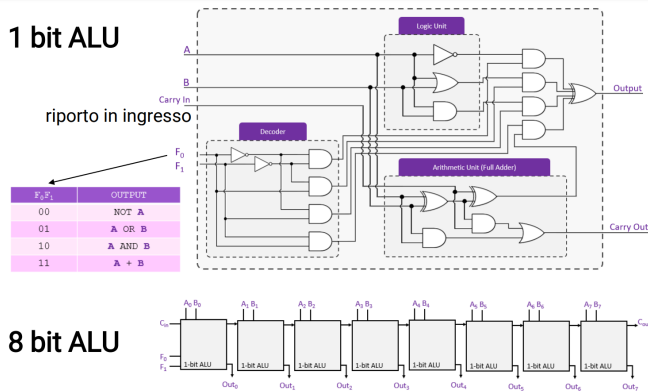 1 bit ALU
Logic Unit
A
B
Carry In
riporto in ingresso
Output
Decoder
F0
F1
Arithmetic Unit (Full Adder)
Carry Out
F0F1 OUTPUT
00 NOT A
01 A OR B
10 A AND B
11 A + B
8 bit ALU
A0 B0 A1 B1 A2 B2 A3 B3 A4 B4 A5 B5 A6 B6 A7 B7
Cin Cout
F0
F1
1-bit ALU 1-bit ALU 1-bit ALU 1-bit ALU 1-bit ALU 1-bit ALU 1-bit ALU 1-bit ALU
Out0 Out1 Out2 Out3 Out4 Out5 Out6 Out7